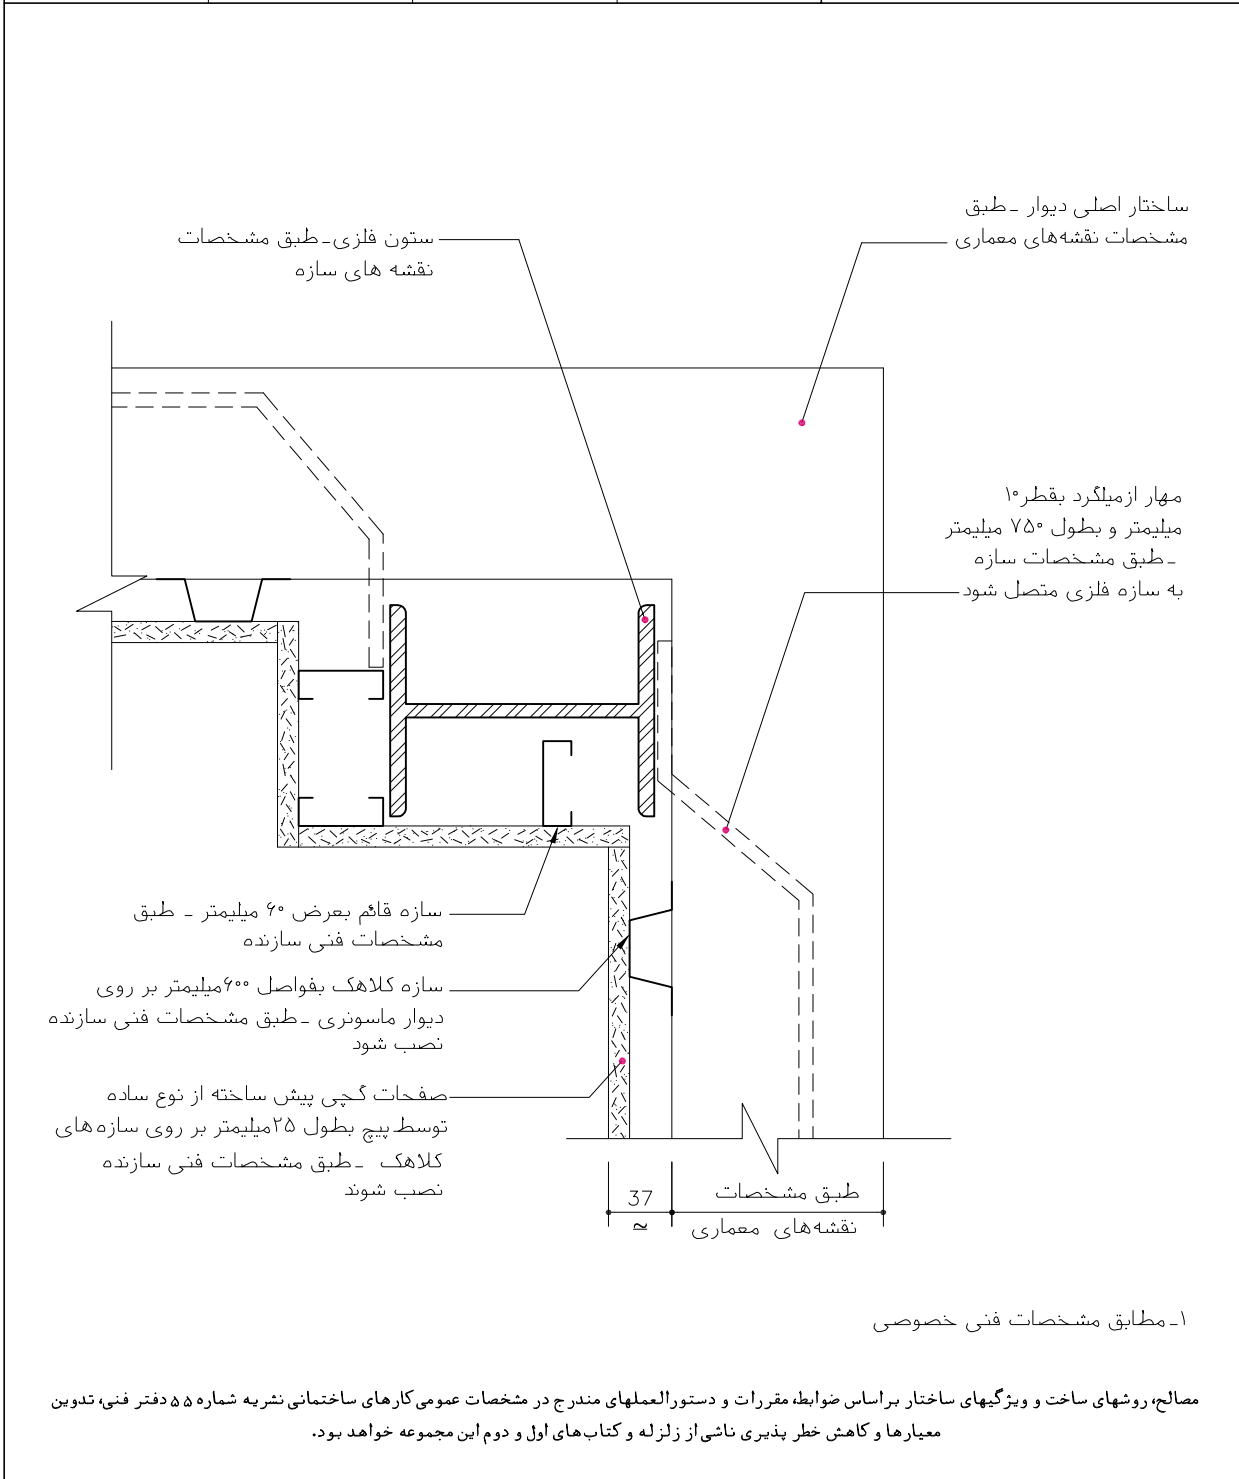 ساختار اصلی دیوار - طبق
مشخصات نقشه‌های معماری
ستون فلزی - طبق مشخصات
نقشه های سازه
مهار ازمیلگرد بقطر۱۰
میلیمتر و بطول ۷۵۰ میلیمتر
- طبق مشخصات سازه
به سازه فلزی متصل شود
سازه قائم بعرض ۶۰ میلیمتر - طبق
مشخصات فنی سازنده
سازه کلاهک بفواصل ۶۰۰میلیمتر بر روی
دیوار ماسونری - طبق مشخصات فنی سازنده
نصب شود
صفحات گچی پیش ساخته از نوع ساده
توسط پیچ بطول ۲۵میلیمتر بر روی سازه‌های
کلاهک - طبق مشخصات فنی سازنده
نصب شوند
37
≃
طبق مشخصات
نقشه‌های معماری
۱- مطابق مشخصات فنی خصوصی
مصالح، روشهای ساخت و ویژگیهای ساختار براساس ضوابط، مقررات و دستورالعملهای مندرج در مشخصات عمومی کارهای ساختمانی نشریه شماره ۵۵ دفتر فنی، تدوین
معیارها و کاهش خطر پذیری ناشی از زلزله و کتاب‌های اول و دوم این مجموعه خواهد بود.